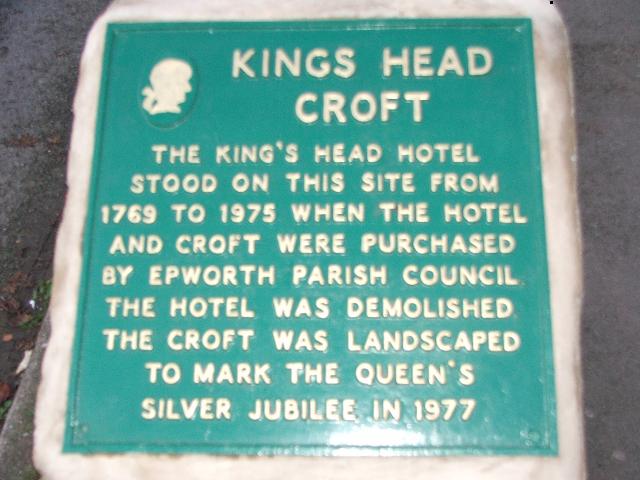 KINGS HEAD
CROFT
THE KING'S HEAD HOTEL
STOOD ON THIS SITE FROM
1769 TO 1975 WHEN THE HOTEL
AND CROFT WERE PURCHASED
BY EPWORTH PARISH COUNCIL
THE HOTEL WAS DEMOLISHED
THE CROFT WAS LANDSCAPED
TO MARK THE QUEEN'S
SILVER JUBILEE IN 1977